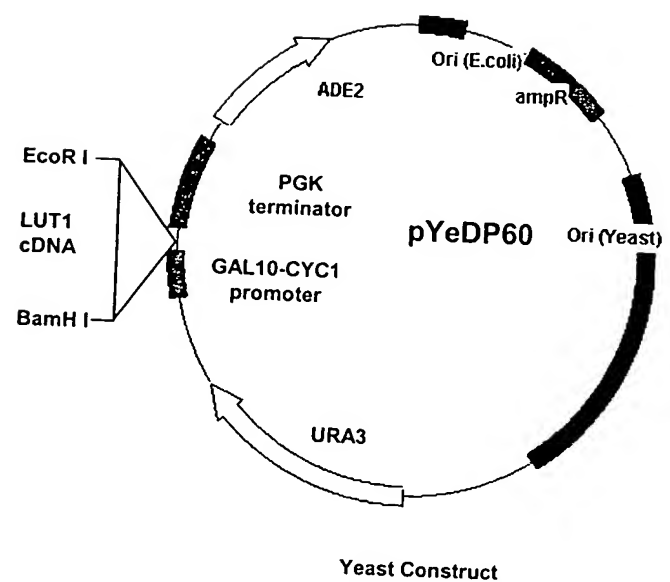 Ori (E.coli)
ampR
ADE2
EcoR I
LUT1
cDNA
BamH I
PGK
terminator
pYeDP60
Ori (Yeast)
GAL10-CYC1
promoter
URA3
Yeast Construct